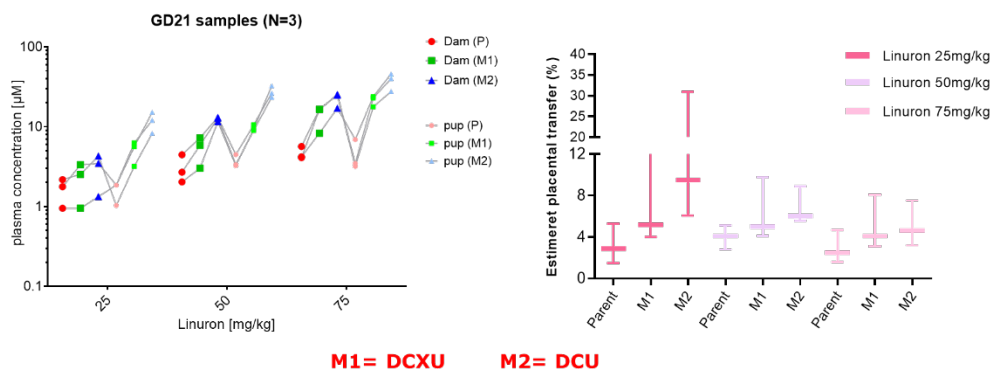 GD21 samples (N=3)
plasma concentration [µM]
100
10
1
0.1
25
50
75
Linuron [mg/kg]
Dam (P)
Dam (M1)
Dam (M2)
pup (P)
pup (M1)
pup (M2)
Estimeret placental transfer (%)
40
35
30
25
20
12
8
4
0
Parent
M1
M2
Parent
M1
M2
Parent
M1
M2
Linuron 25mg/kg
Linuron 50mg/kg
Linuron 75mg/kg
M1= DCXU
M2= DCU